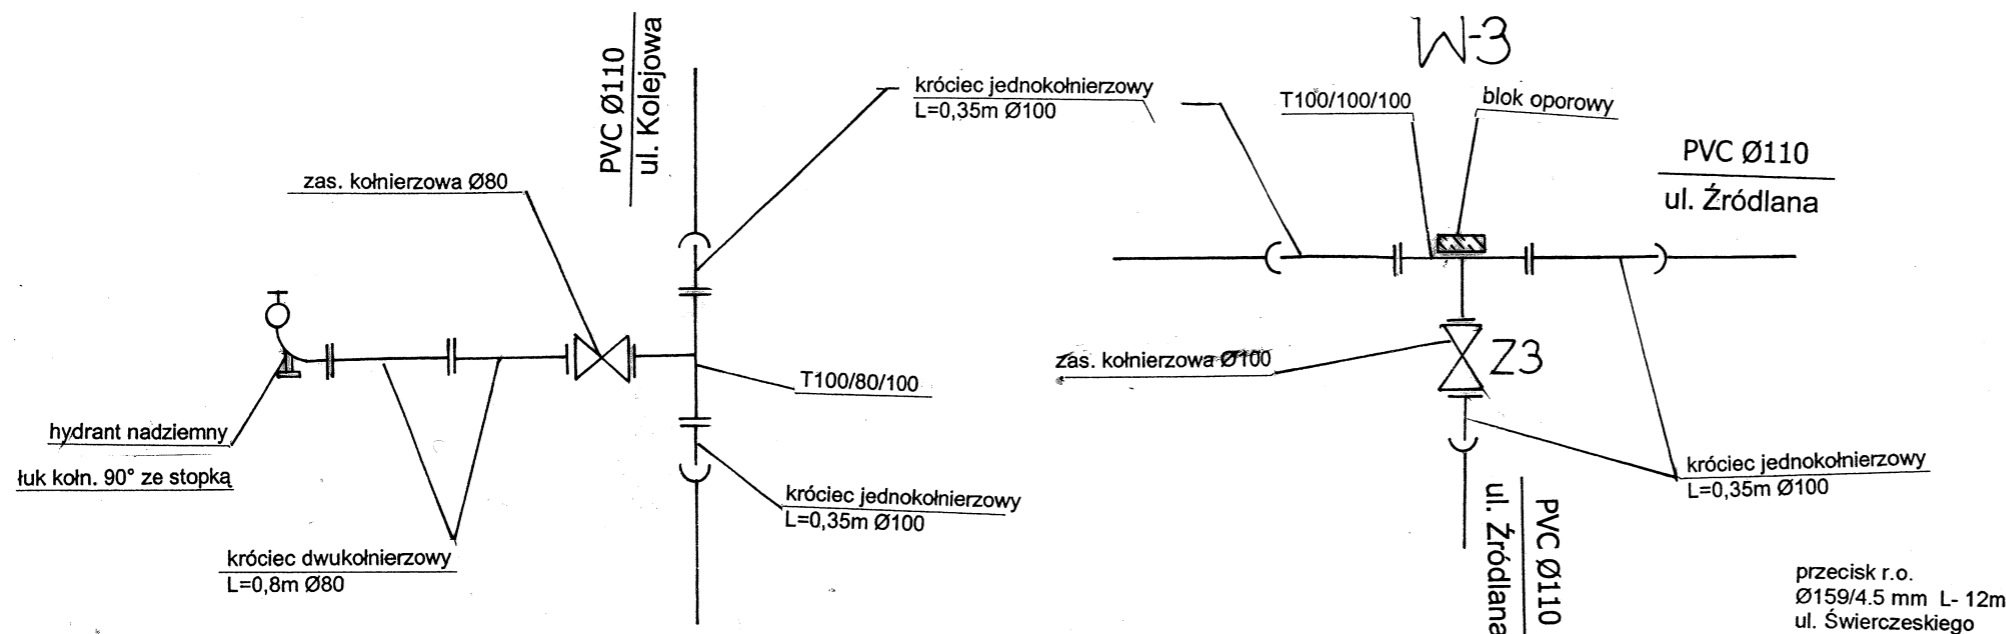 PVC Ø110
ul. Kolejowa
zas. kołnierzowa Ø80
króciec jednokołnierzowy
L=0,35m Ø100
T100/80/100
hydrant nadziemny
łuk kołn. 90° ze stopką
króciec dwukołnierzowy
L=0,8m Ø80
króciec jednokołnierzowy
L=0,35m Ø100
W-3
T100/100/100
blok oporowy
PVC Ø110
ul. Źródlana
zas. kołnierzowa Ø100
Z3
króciec jednokołnierzowy
L=0,35m Ø100
PVC Ø110
ul. Źródlana
przecisk r.o.
Ø159/4.5 mm L- 12m
ul. Świerczeskiego